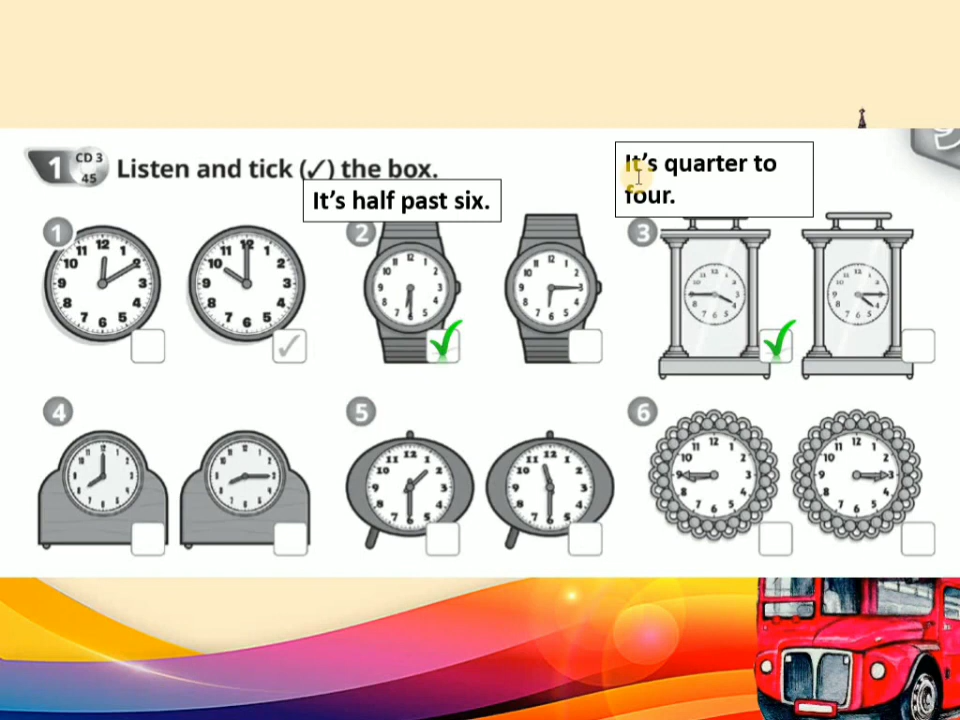 1 CD 3 45 Listen and tick (✓) the box.
It's half past six.
It's quarter to
four.
1
2
3
4
5
6